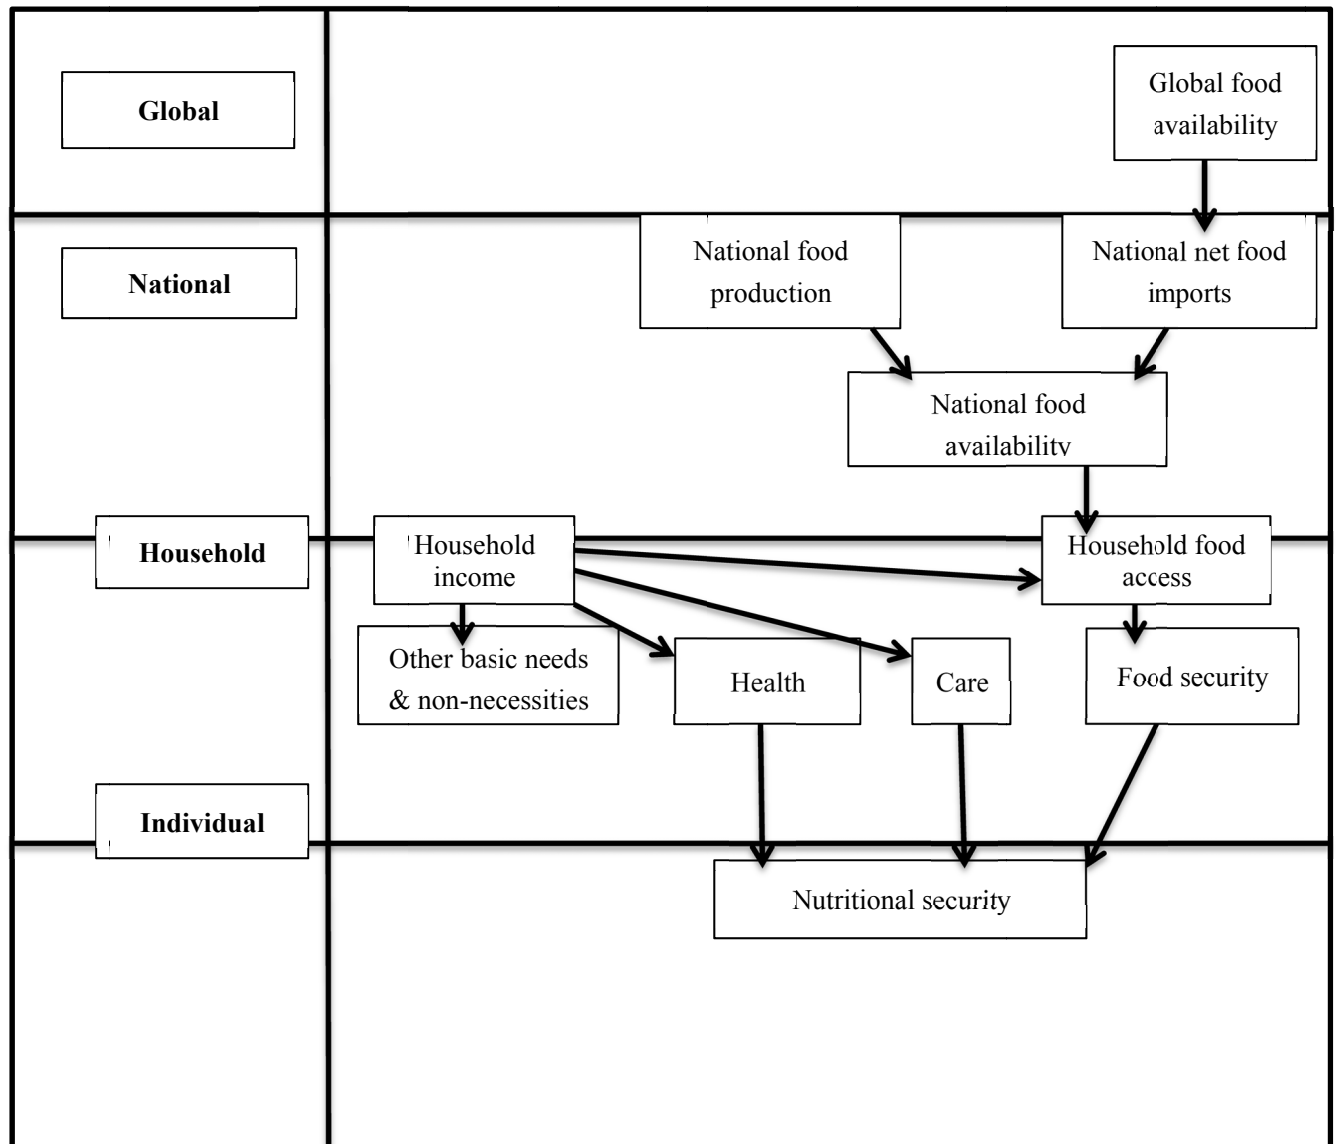 Global
Global food
availability
National
National food
production
National net food
imports
National food
availability
Household
Household
income
Household food
access
Other basic needs
& non-necessities
Health
Care
Food security
Individual
Nutritional security